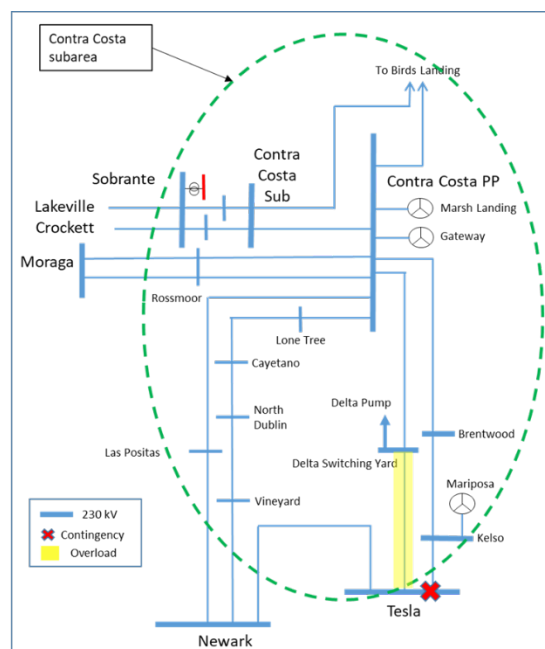 Contra Costa
subarea
To Birds Landing
Contra
Costa
Sub
Sobrante
Contra Costa PP
Lakeville
Marsh Landing
Crockett
Gateway
Moraga
Rossmoor
Lone Tree
Cayetano
Delta Pump
North
Dublin
Brentwood
Las Positas
Delta Switching Yard
Mariposa
Vineyard
230 kV
Contingency
Overload
Kelso
Tesla
Newark